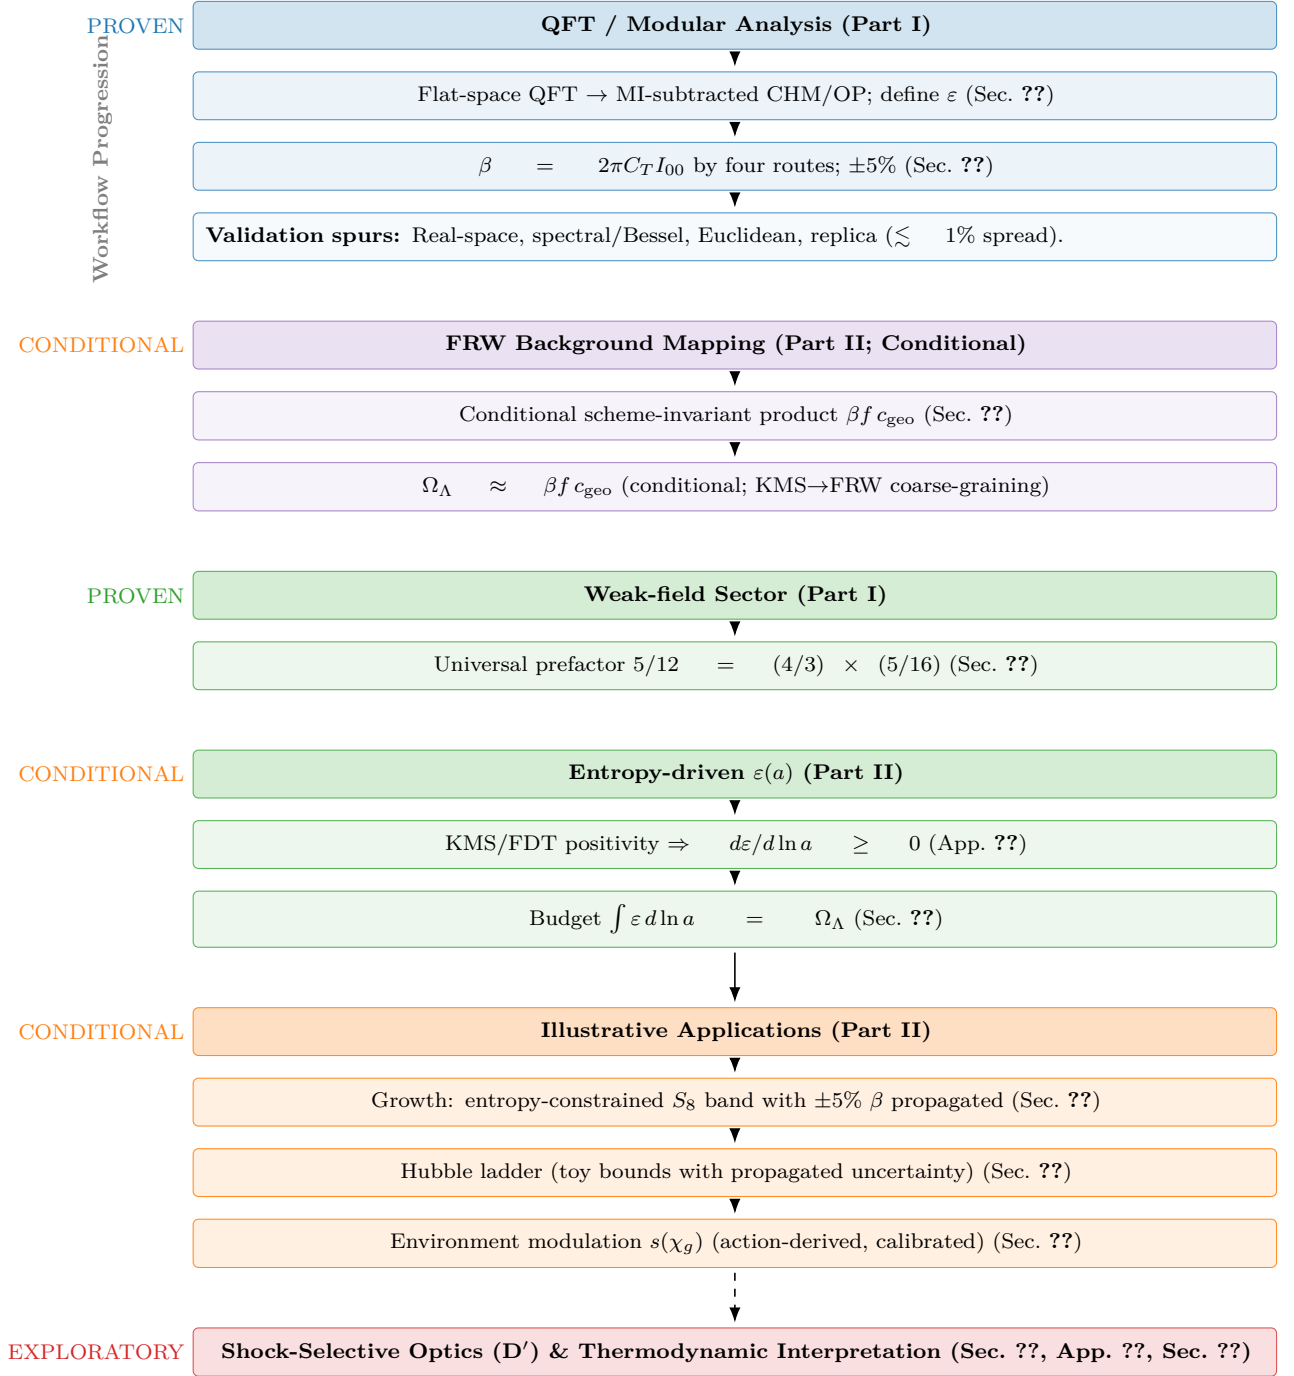 PROVEN
QFT / Modular Analysis (Part I)
Workflow Progression
Flat-space QFT → MI-subtracted CHM/OP; define ε (Sec. ??)
β = 2πC_T I_00 by four routes; ±5% (Sec. ??)
Validation spurs: Real-space, spectral/Bessel, Euclidean, replica (≲ 1% spread).
CONDITIONAL
FRW Background Mapping (Part II; Conditional)
Conditional scheme-invariant product βf c_geo (Sec. ??)
Ω_Λ ≈ βf c_geo (conditional; KMS→FRW coarse-graining)
PROVEN
Weak-field Sector (Part I)
Universal prefactor 5/12 = (4/3) × (5/16) (Sec. ??)
CONDITIONAL
Entropy-driven ε(a) (Part II)
KMS/FDT positivity ⇒ dε/d ln a ≥ 0 (App. ??)
Budget ∫ ε d ln a = Ω_Λ (Sec. ??)
CONDITIONAL
Illustrative Applications (Part II)
Growth: entropy-constrained S_8 band with ±5% β propagated (Sec. ??)
Hubble ladder (toy bounds with propagated uncertainty) (Sec. ??)
Environment modulation s(χ_g) (action-derived, calibrated) (Sec. ??)
EXPLORATORY
Shock-Selective Optics (D′) & Thermodynamic Interpretation (Sec. ??, App. ??, Sec. ??)